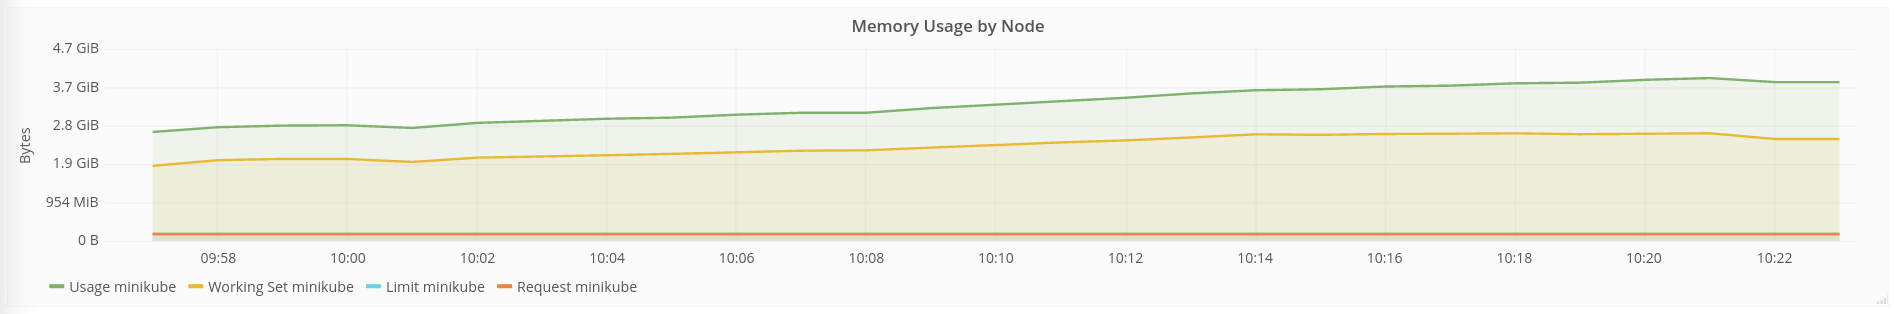 Memory Usage by Node
4.7 GiB
3.7 GiB
2.8 GiB
1.9 GiB
954 MiB
0 B
Bytes
09:58 10:00 10:02 10:04 10:06 10:08 10:10 10:12 10:14 10:16 10:18 10:20 10:22
Usage minikube Working Set minikube Limit minikube Request minikube